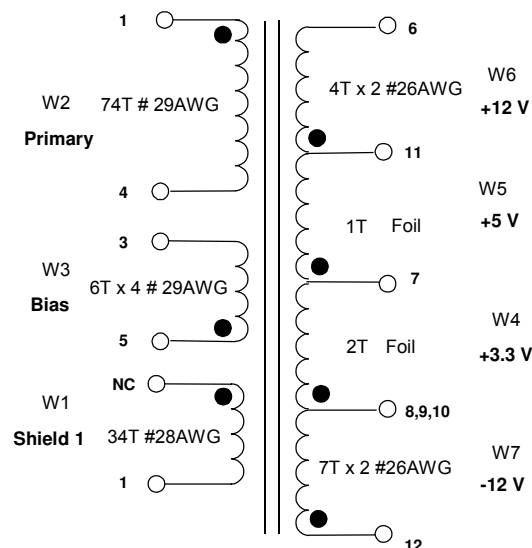 1
W2
Primary
74T # 29AWG
4
3
W3
Bias
6T x 4 # 29AWG
5
NC
W1
Shield 1
34T #28AWG
1
6
4T x 2 #26AWG
W6
+12 V
11
W5
+5 V
1T Foil
7
W4
+3.3 V
2T Foil
8,9,10
W7
-12 V
7T x 2 #26AWG
12